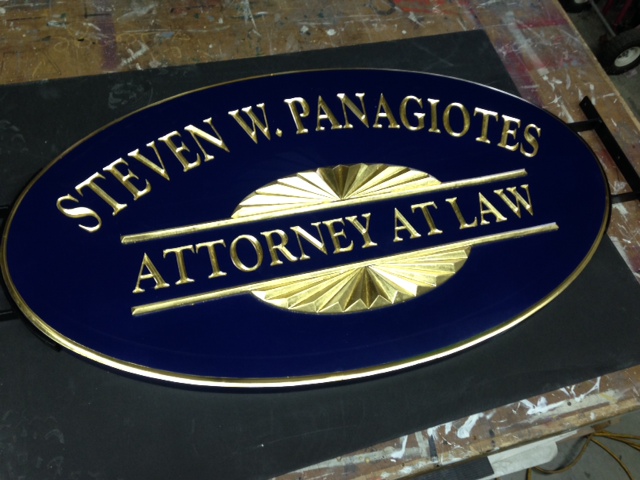 STEVEN W. PANAGIOTES
ATTORNEY AT LAW